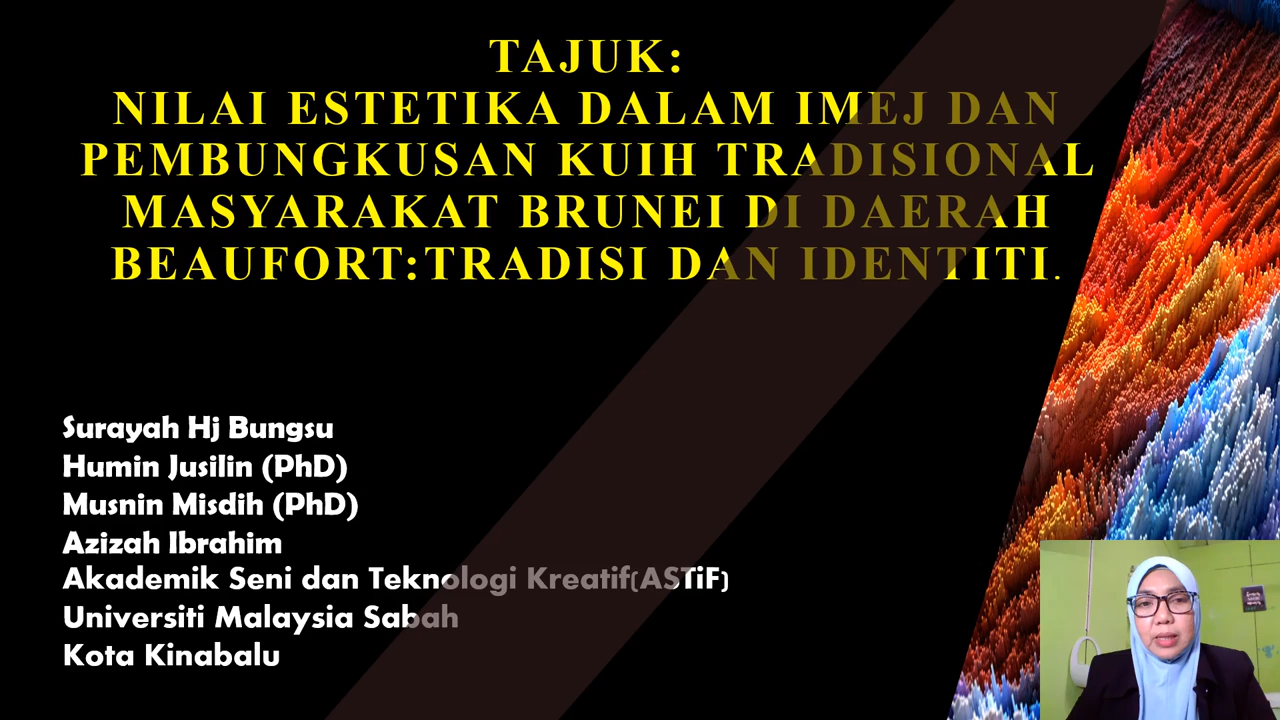 TAJUK:
NILAI ESTETIKA DALAM IMEJ DAN
PEMBUNGKUSAN KUIH TRADISIONAL
MASYARAKAT BRUNEI DI DAERAH
BEAUFORT:TRADISI DAN IDENTITI.
Surayah Hj Bungsu
Humin Jusilin (PhD)
Musnin Misdih (PhD)
Azizah Ibrahim
Akademik Seni dan Teknologi Kreatif(ASTiF)
Universiti Malaysia Sabah
Kota Kinabalu